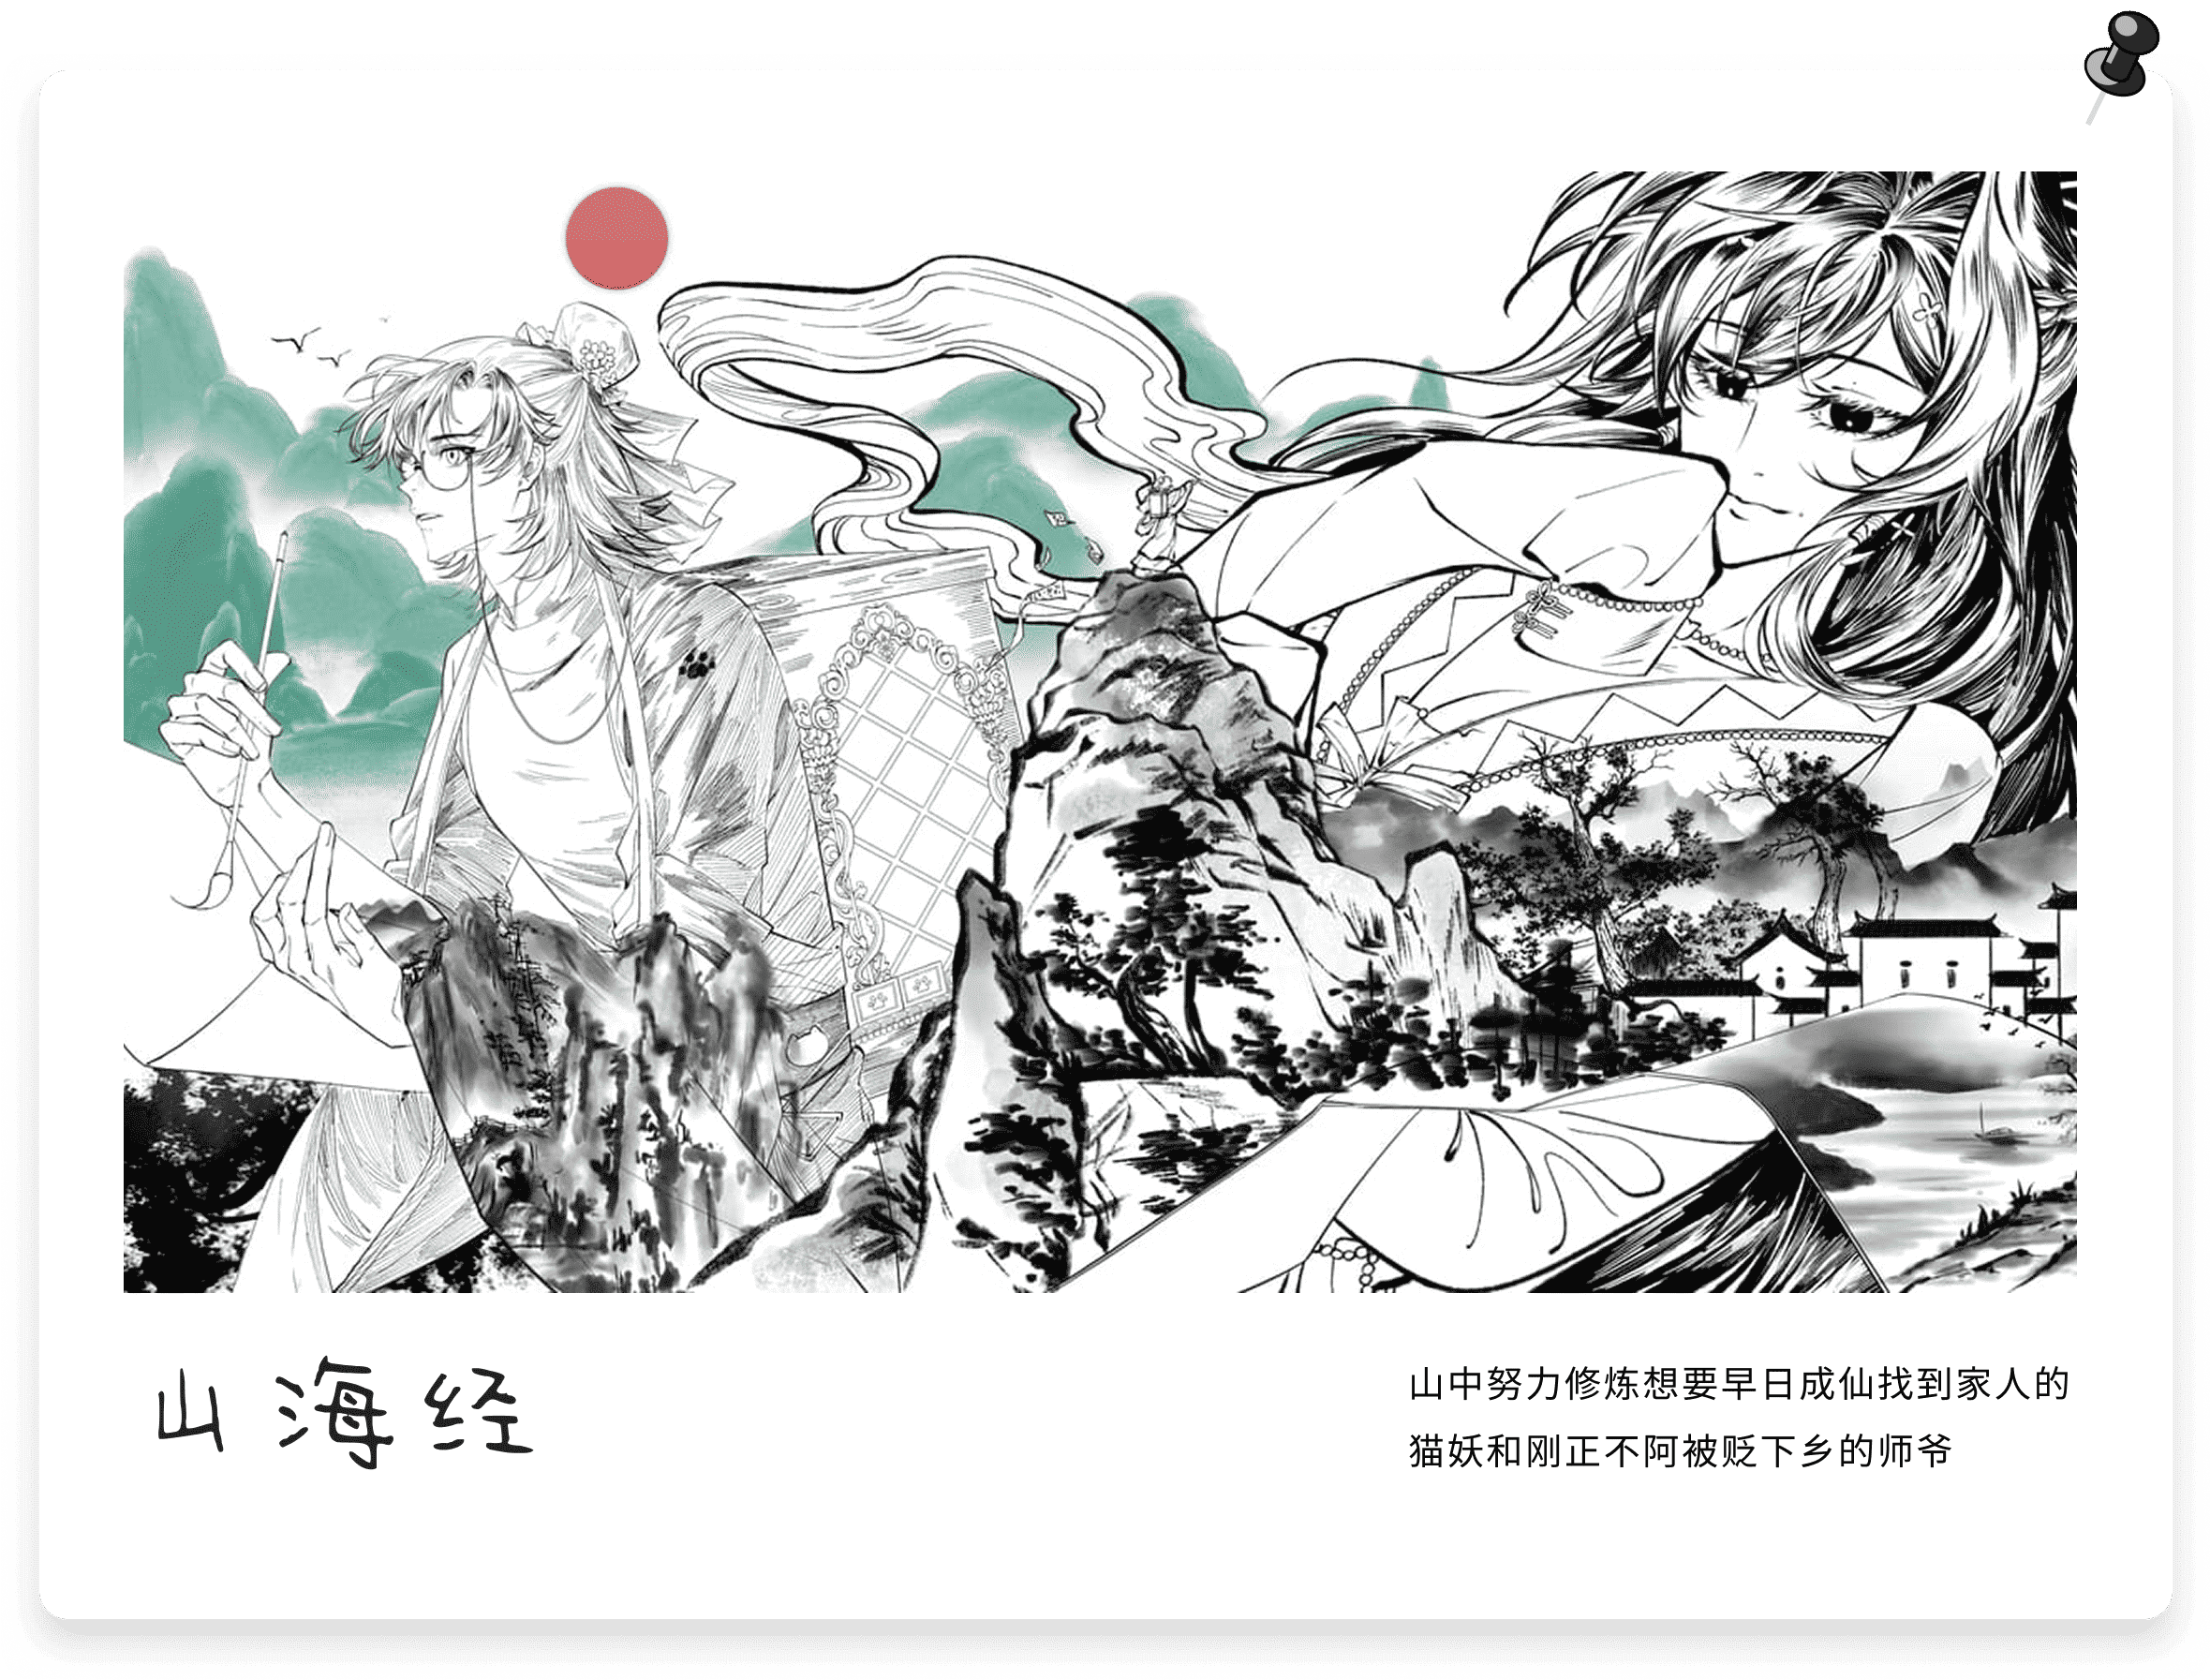 山海经
山中努力修炼想要早日成仙找到家人的
猫妖和刚正不阿被贬下乡的师爷